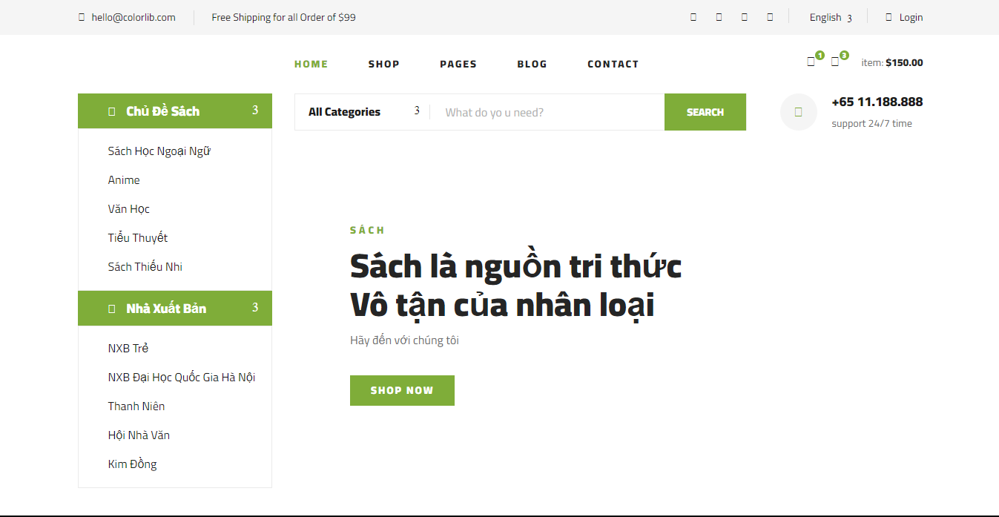 hello@colorlib.com
Free Shipping for all Order of $99
English 3
Login
HOME SHOP PAGES BLOG CONTACT
1 3 item: $150.00
Chủ Đề Sách 3
Sách Học Ngoại Ngữ
Anime
Văn Học
Tiểu Thuyết
Sách Thiếu Nhi
Nhà Xuất Bản 3
NXB Trẻ
NXB Đại Học Quốc Gia Hà Nội
Thanh Niên
Hội Nhà Văn
Kim Đồng
All Categories 3
What do yo u need?
SEARCH
+65 11.188.888
support 24/7 time
SÁCH
Sách là nguồn tri thức
Vô tận của nhân loại
Hãy đến với chúng tôi
SHOP NOW